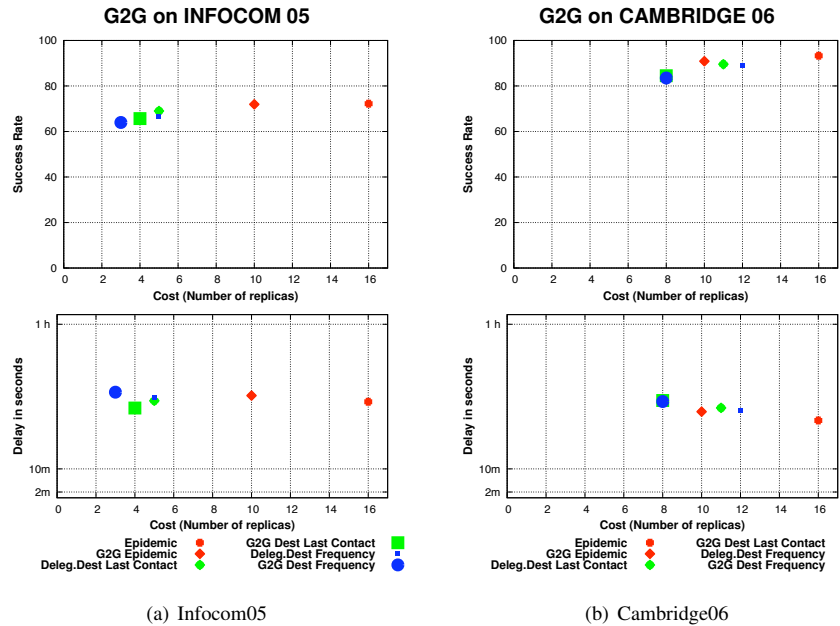 G2G on INFOCOM 05
100
80
60
40
20
0
Success Rate
0 2 4 6 8 10 12 14 16
Cost (Number of replicas)
1 h
10m
2m
Delay in seconds
0 2 4 6 8 10 12 14 16
Cost (Number of replicas)
Epidemic
G2G Epidemic
Deleg.Dest Last Contact
G2G Dest Last Contact
Deleg.Dest Frequency
G2G Dest Frequency
(a) Infocom05
G2G on CAMBRIDGE 06
100
80
60
40
20
0
Success Rate
0 2 4 6 8 10 12 14 16
Cost (Number of replicas)
1 h
10m
2m
Delay in seconds
0 2 4 6 8 10 12 14 16
Cost (Number of replicas)
Epidemic
G2G Epidemic
Deleg.Dest Last Contact
G2G Dest Last Contact
Deleg.Dest Frequency
G2G Dest Frequency
(b) Cambridge06